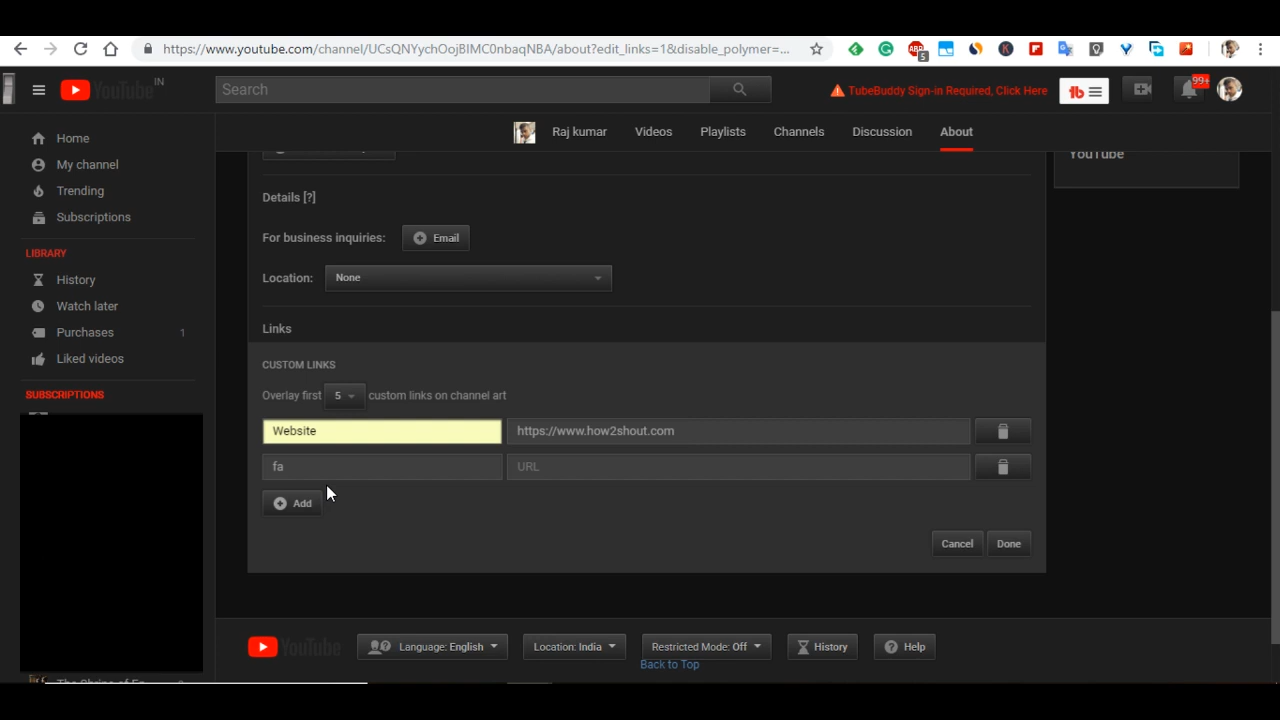 https://www.youtube.com/channel/UCsQNYychOojBIMC0nbaqNBA/about?edit_links=1&disable_polymer=...
5
YouTube IN
Search
TubeBuddy Sign-in Required, Click Here
99+
Raj kumar
Videos
Playlists
Channels
Discussion
About
Home
My channel
Trending
Subscriptions
LIBRARY
History
Watch later
Purchases 1
Liked videos
SUBSCRIPTIONS
YouTube
Details [?]
For business inquiries: Email
Location: None
Links
CUSTOM LINKS
Overlay first 5 custom links on channel art
Website https://www.how2shout.com
fa URL
Add
Cancel Done
YouTube Language: English Location: India Restricted Mode: Off History Help
Back to Top